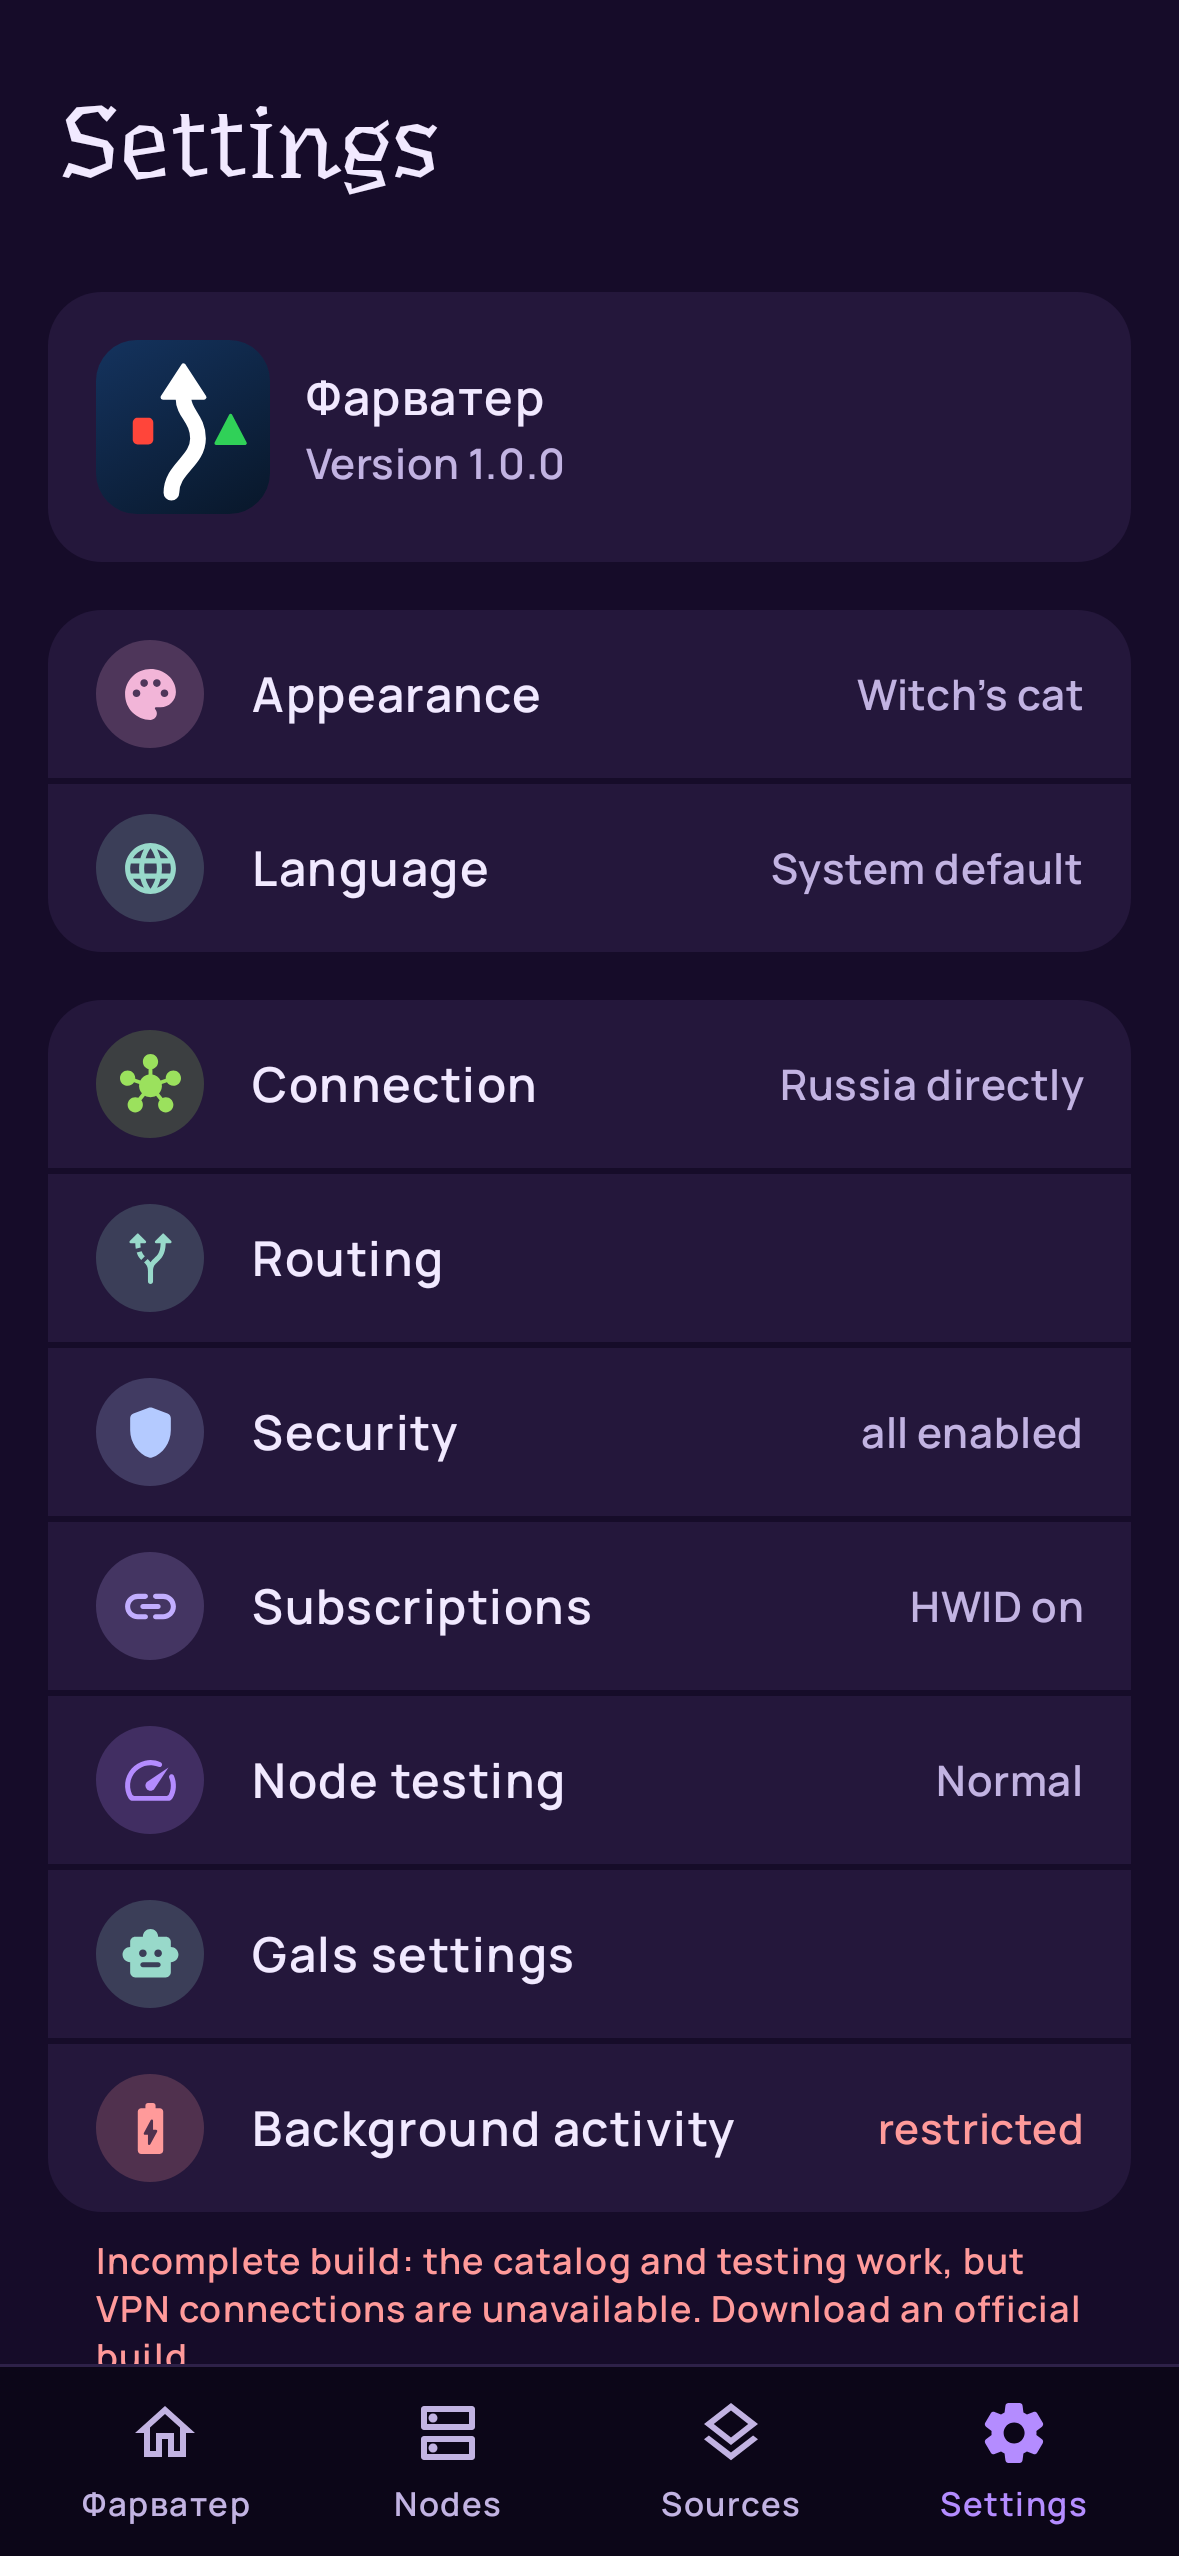 Settings
Фарватер
Version 1.0.0
Appearance
Witch’s cat
Language
System default
Connection
Russia directly
Routing
Security
all enabled
Subscriptions
HWID on
Node testing
Normal
Gals settings
Background activity
restricted
Incomplete build: the catalog and testing work, but
VPN connections are unavailable. Download an official
build
Фарватер
Nodes
Sources
Settings